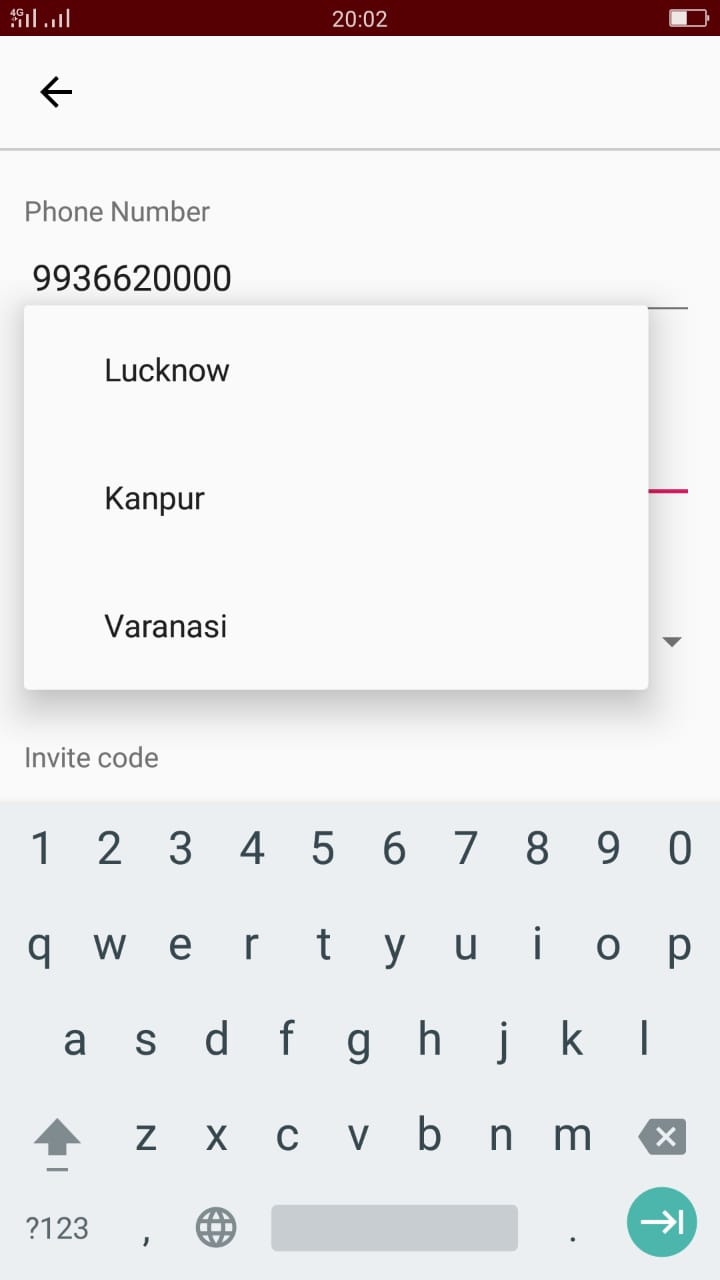 4G 20:02
Phone Number
9936620000
Lucknow
Kanpur
Varanasi
Invite code
1 2 3 4 5 6 7 8 9 0
q w e r t y u i o p
a s d f g h j k l
z x c v b n m
?123 , .